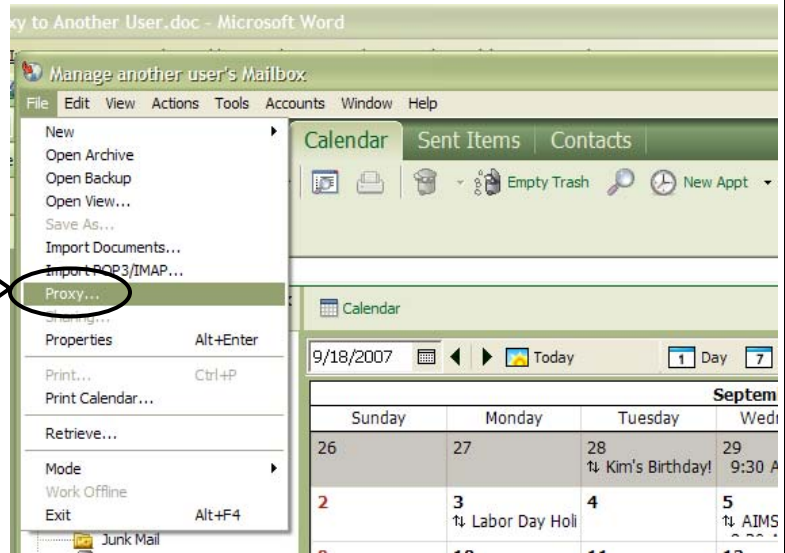 xy to Another User.doc - Microsoft Word
Manage another user's Mailbox
File Edit View Actions Tools Accounts Window Help
New
Open Archive
Open Backup
Open View...
Save As...
Import Documents...
Import POP3/IMAP...
Proxy...
Sharing...
Properties Alt+Enter
Print... Ctrl+P
Print Calendar...
Retrieve...
Mode
Work Offline
Exit Alt+F4
Junk Mail
Calendar Sent Items Contacts
Empty Trash New Appt
Calendar
9/18/2007 Today 1 Day 7
Septem
Sunday Monday Tuesday Wedn
26 27 28 29
Kim's Birthday! 9:30 A
2 3 4 5
Labor Day Holi AIMS